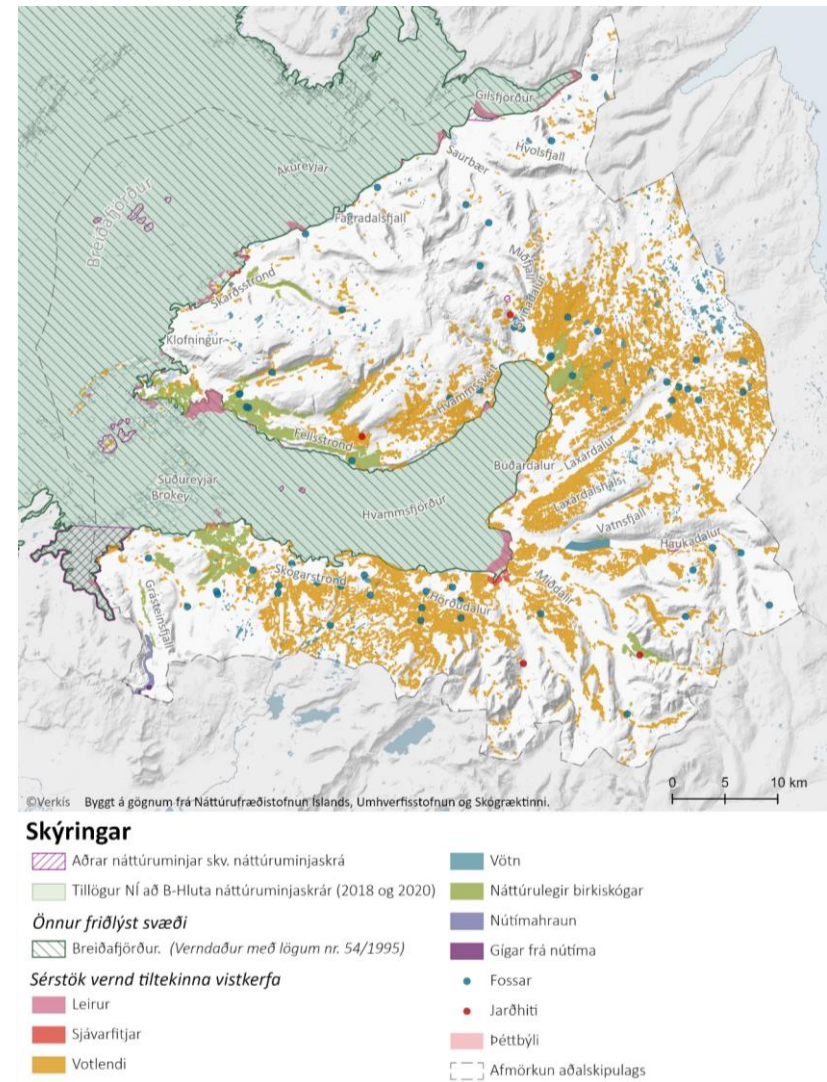 Gilsfjörður
Hvolsfjall
Saurbær
Akureyjar
Fagradalsfjall
Breiðafjörður
Skarðsströnd
Klofningur
Fellsströnd
Hvammsfjörður
Búðardalur
Laxárdalur
Laxárdalsháls
Vatnsfjall
Haukadalur
Suðureyjar
Brokey
Skógarströnd
Hörðudalur
Miðdalir
0 5 10 km
©Verkís Byggt á gögnum frá Náttúrufræðistofnun Íslands, Umhverfisstofnun og Skógræktinni.
Skýringar
Aðrar náttúruminjar skv. náttúruminjaskrá
Tillögur NÍ að B-Hluta náttúruminjaskrár (2018 og 2020)
Önnur friðlýst svæði
Breiðafjörður. (Verndaður með lögum nr. 54/1995)
Sérstök vernd tiltekinna vistkerfa
Leirur
Sjávarfitjar
Votlendi
Vötn
Náttúrulegir birkiskógar
Nútímahraun
Gígar frá nútíma
Fossar
Jarðhiti
Þéttbýli
Afmörkun aðalskipulags